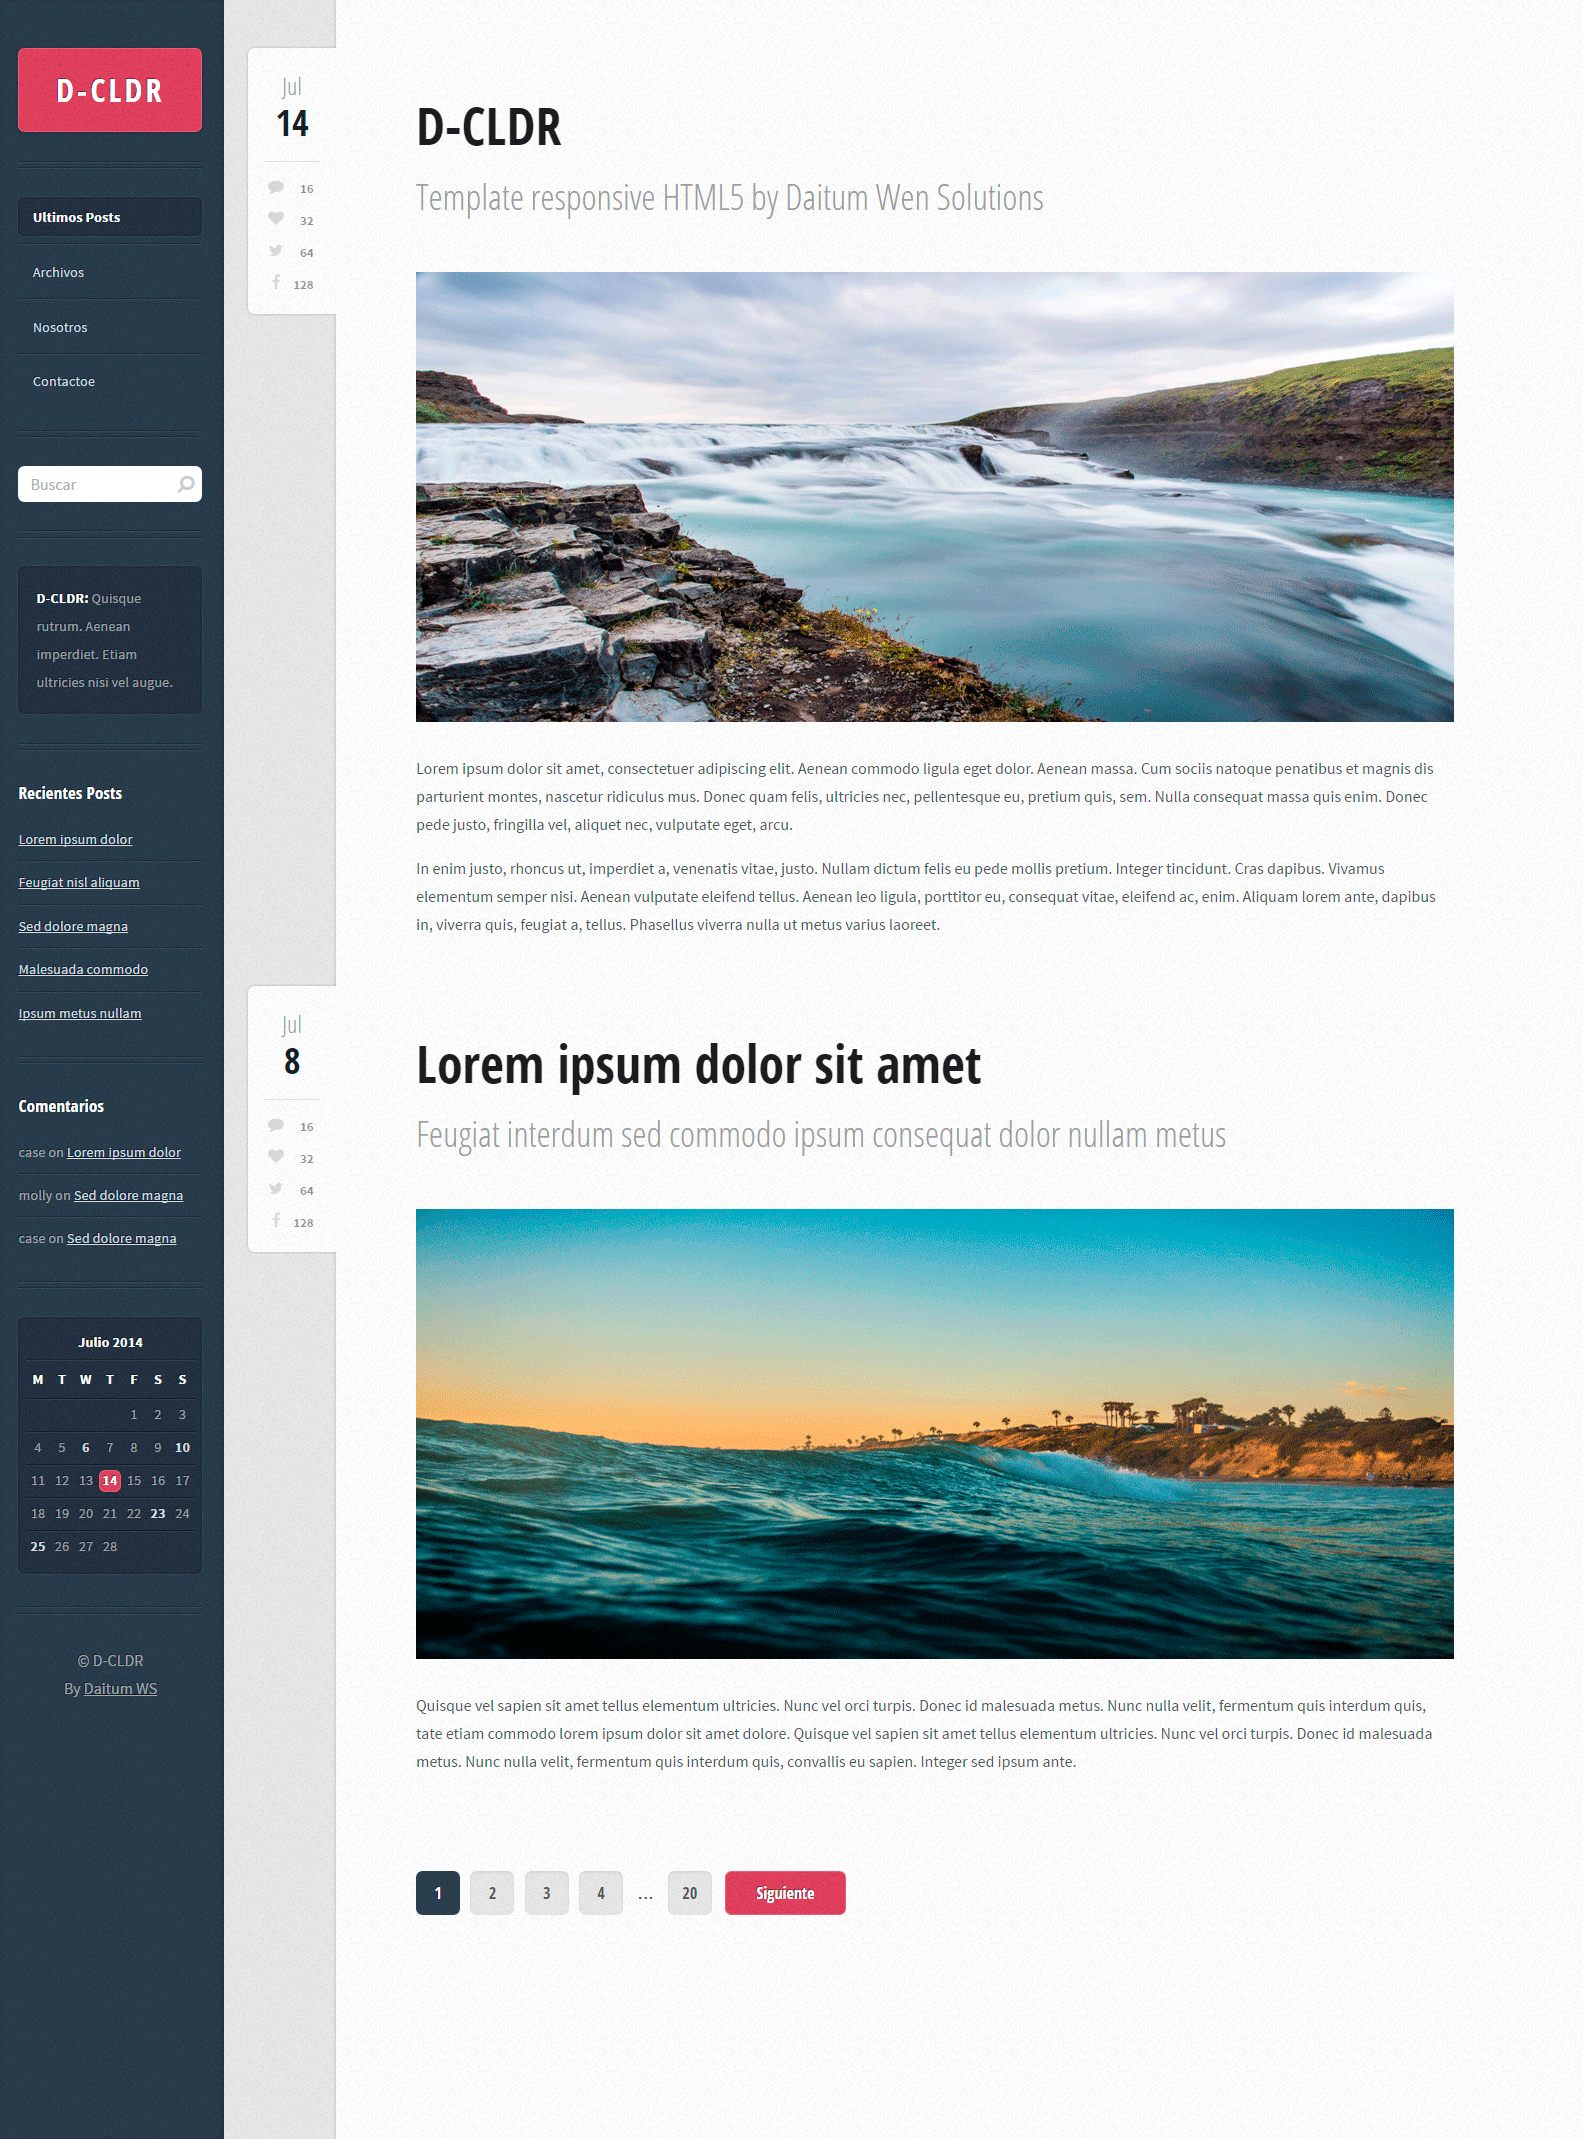 D-CLDR
Ultimos Posts
Archivos
Nosotros
Contactoe
Buscar
D-CLDR: Quisque
rutrum. Aenean
imperdiet. Etiam
ultricies nisi vel augue.
Recientes Posts
Lorem ipsum dolor
Feugiat nisl aliquam
Sed dolore magna
Malesuada commodo
Ipsum metus nullam
Comentarios
case on Lorem ipsum dolor
molly on Sed dolore magna
case on Sed dolore magna
Julio 2014
M T W T F S S
1 2 3
4 5 6 7 8 9 10
11 12 13 14 15 16 17
18 19 20 21 22 23 24
25 26 27 28
© D-CLDR
By Daitum WS
Jul
14
16
32
64
128
D-CLDR
Template responsive HTML5 by Daitum Wen Solutions
Lorem ipsum dolor sit amet, consectetuer adipiscing elit. Aenean commodo ligula eget dolor. Aenean massa. Cum sociis natoque penatibus et magnis dis
parturient montes, nascetur ridiculus mus. Donec quam felis, ultricies nec, pellentesque eu, pretium quis, sem. Nulla consequat massa quis enim. Donec
pede justo, fringilla vel, aliquet nec, vulputate eget, arcu.
In enim justo, rhoncus ut, imperdiet a, venenatis vitae, justo. Nullam dictum felis eu pede mollis pretium. Integer tincidunt. Cras dapibus. Vivamus
elementum semper nisi. Aenean vulputate eleifend tellus. Aenean leo ligula, porttitor eu, consequat vitae, eleifend ac, enim. Aliquam lorem ante, dapibus
in, viverra quis, feugiat a, tellus. Phasellus viverra nulla ut metus varius laoreet.
Jul
8
16
32
64
128
Lorem ipsum dolor sit amet
Feugiat interdum sed commodo ipsum consequat dolor nullam metus
Quisque vel sapien sit amet tellus elementum ultricies. Nunc vel orci turpis. Donec id malesuada metus. Nunc nulla velit, fermentum quis interdum quis,
tate etiam commodo lorem ipsum dolor sit amet dolore. Quisque vel sapien sit amet tellus elementum ultricies. Nunc vel orci turpis. Donec id malesuada
metus. Nunc nulla velit, fermentum quis interdum quis, convallis eu sapien. Integer sed ipsum ante.
1 2 3 4 ... 20 Siguiente